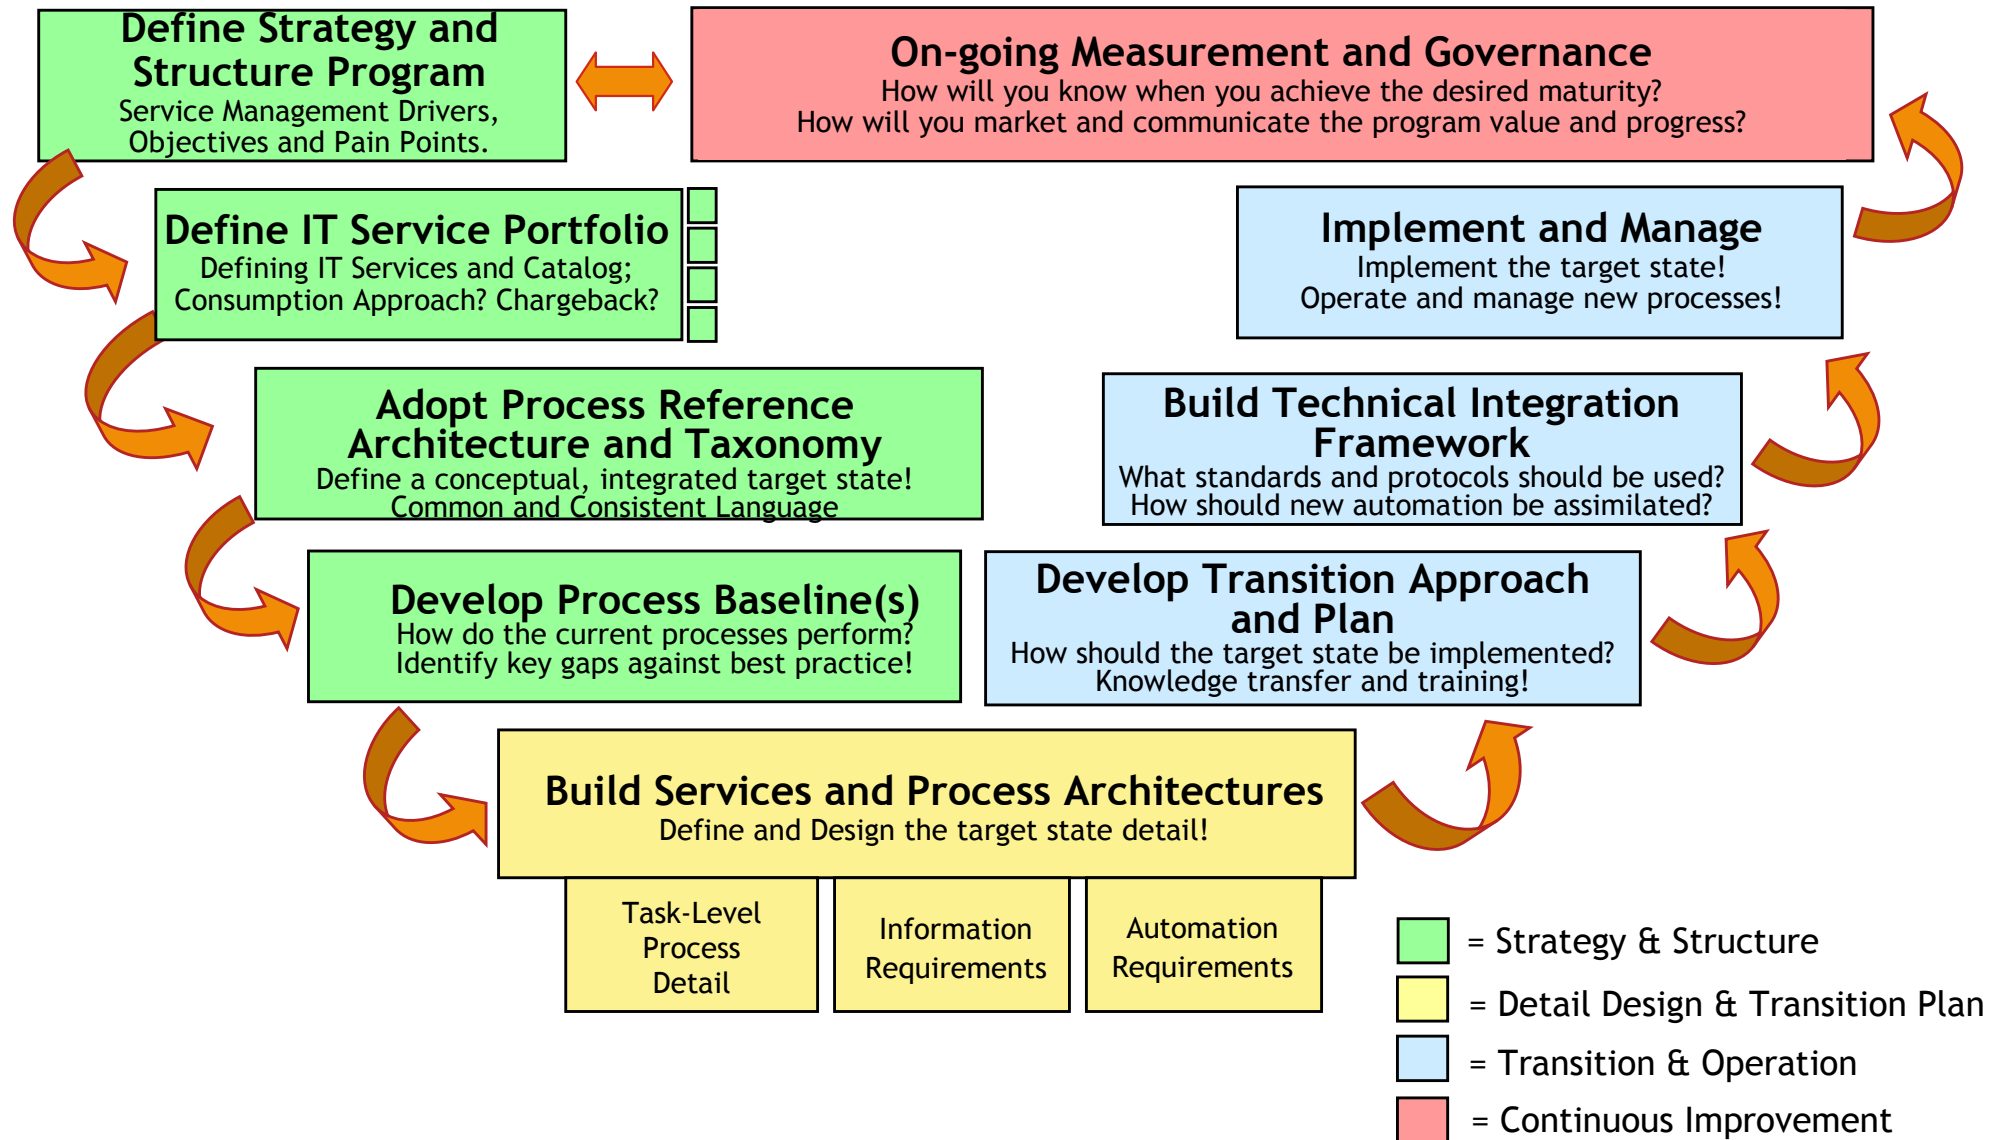 Define Strategy and
Structure Program
Service Management Drivers,
Objectives and Pain Points.
On-going Measurement and Governance
How will you know when you achieve the desired maturity?
How will you market and communicate the program value and progress?
Define IT Service Portfolio
Defining IT Services and Catalog;
Consumption Approach? Chargeback?
Implement and Manage
Implement the target state!
Operate and manage new processes!
Adopt Process Reference
Architecture and Taxonomy
Define a conceptual, integrated target state!
Common and Consistent Language
Build Technical Integration
Framework
What standards and protocols should be used?
How should new automation be assimilated?
Develop Process Baseline(s)
How do the current processes perform?
Identify key gaps against best practice!
Develop Transition Approach
and Plan
How should the target state be implemented?
Knowledge transfer and training!
Build Services and Process Architectures
Define and Design the target state detail!
Task-Level
Process
Detail
Information
Requirements
Automation
Requirements
= Strategy & Structure
= Detail Design & Transition Plan
= Transition & Operation
= Continuous Improvement